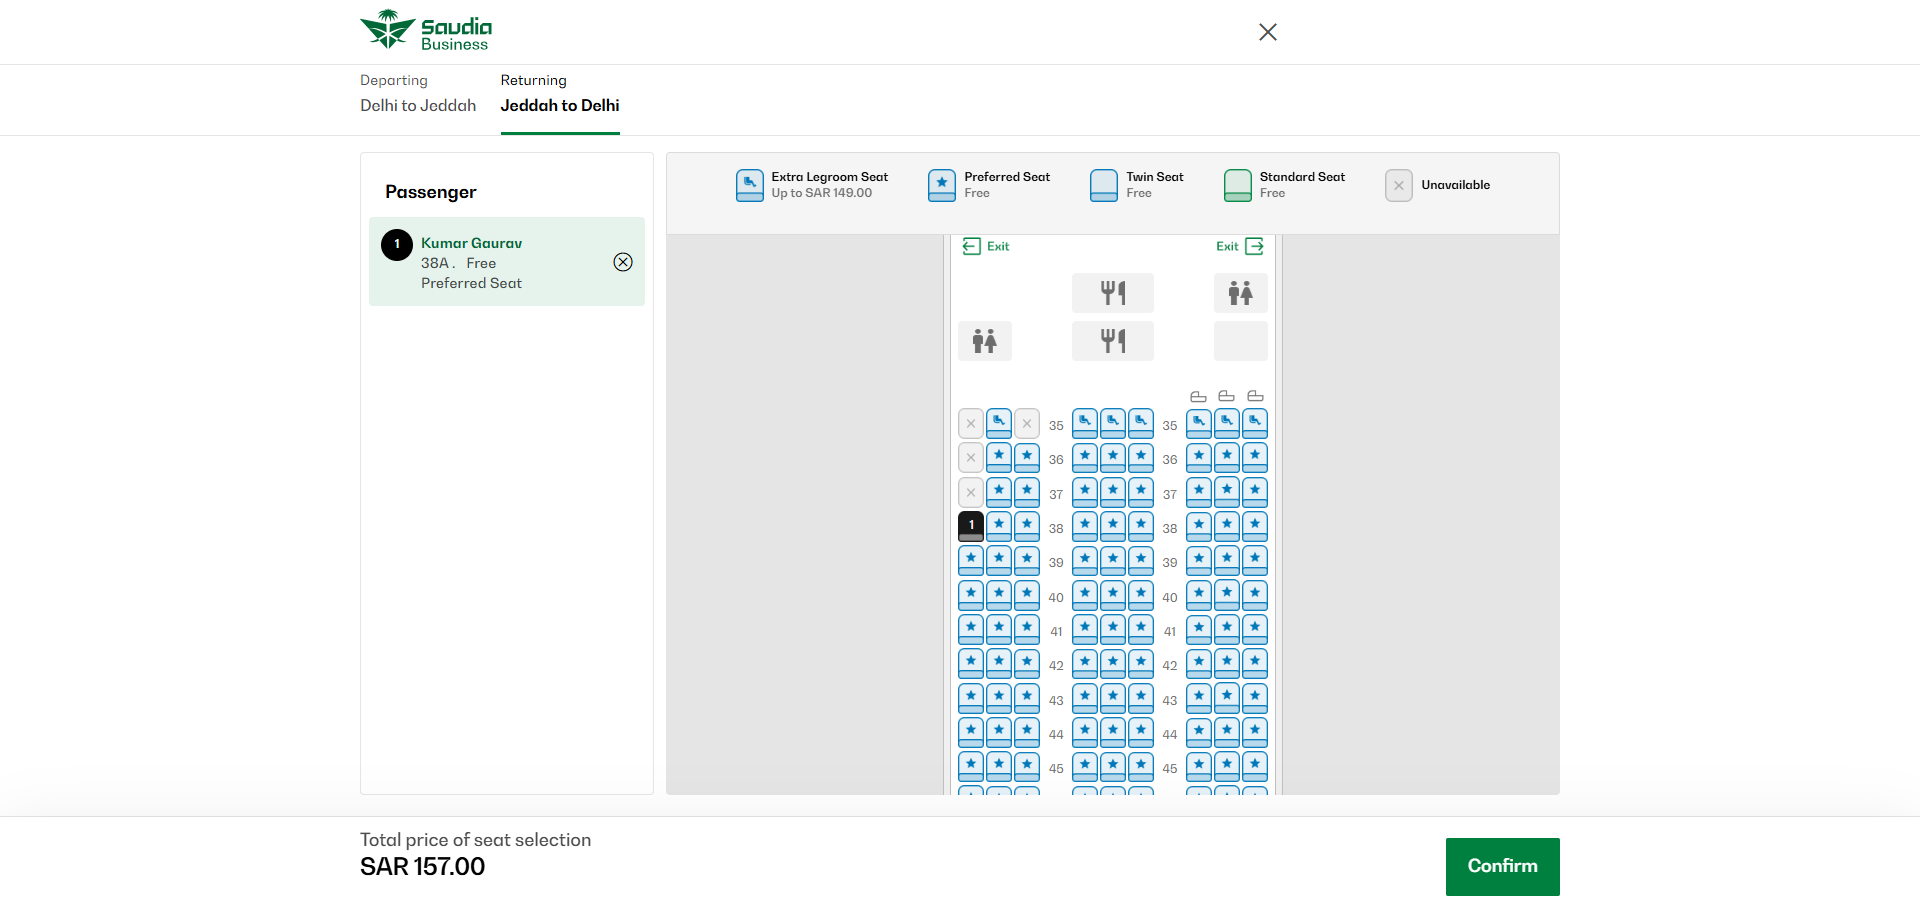 Saudia
Business
Departing
Delhi to Jeddah
Returning
Jeddah to Delhi
Passenger
1
Kumar Gaurav
38A. Free
Preferred Seat
Extra Legroom Seat
Up to SAR 149.00
Preferred Seat
Free
Twin Seat
Free
Standard Seat
Free
Unavailable
Exit
Exit
35 35
36 36
37 37
1 38 38
39 39
40 40
41 41
42 42
43 43
44 44
45 45
Total price of seat selection
SAR 157.00
Confirm